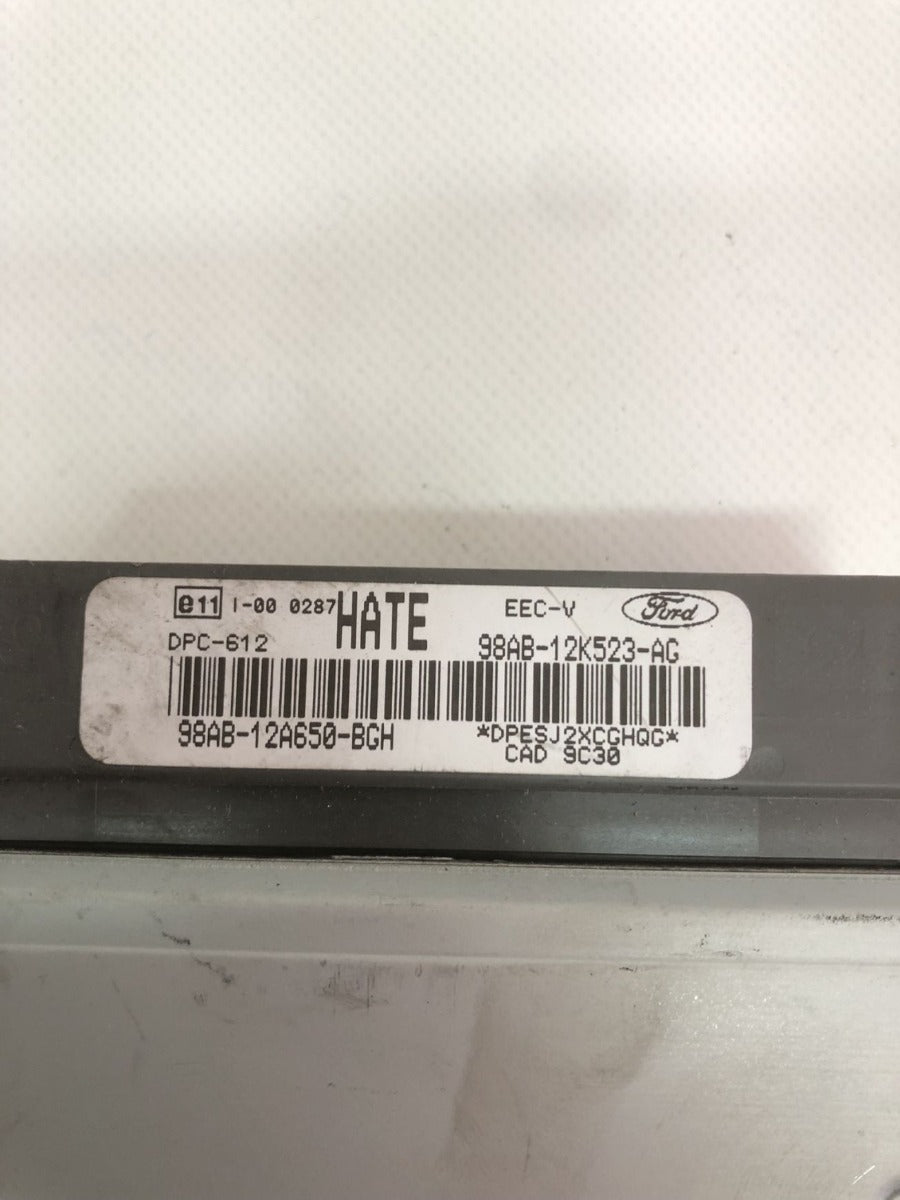 e11 I-00 0287 HATE EEC-V Ford
DPC-612 98AB-12K523-AG
98AB-12A650-BGH *DPESJ2XCGHQG*
CAD 9C30